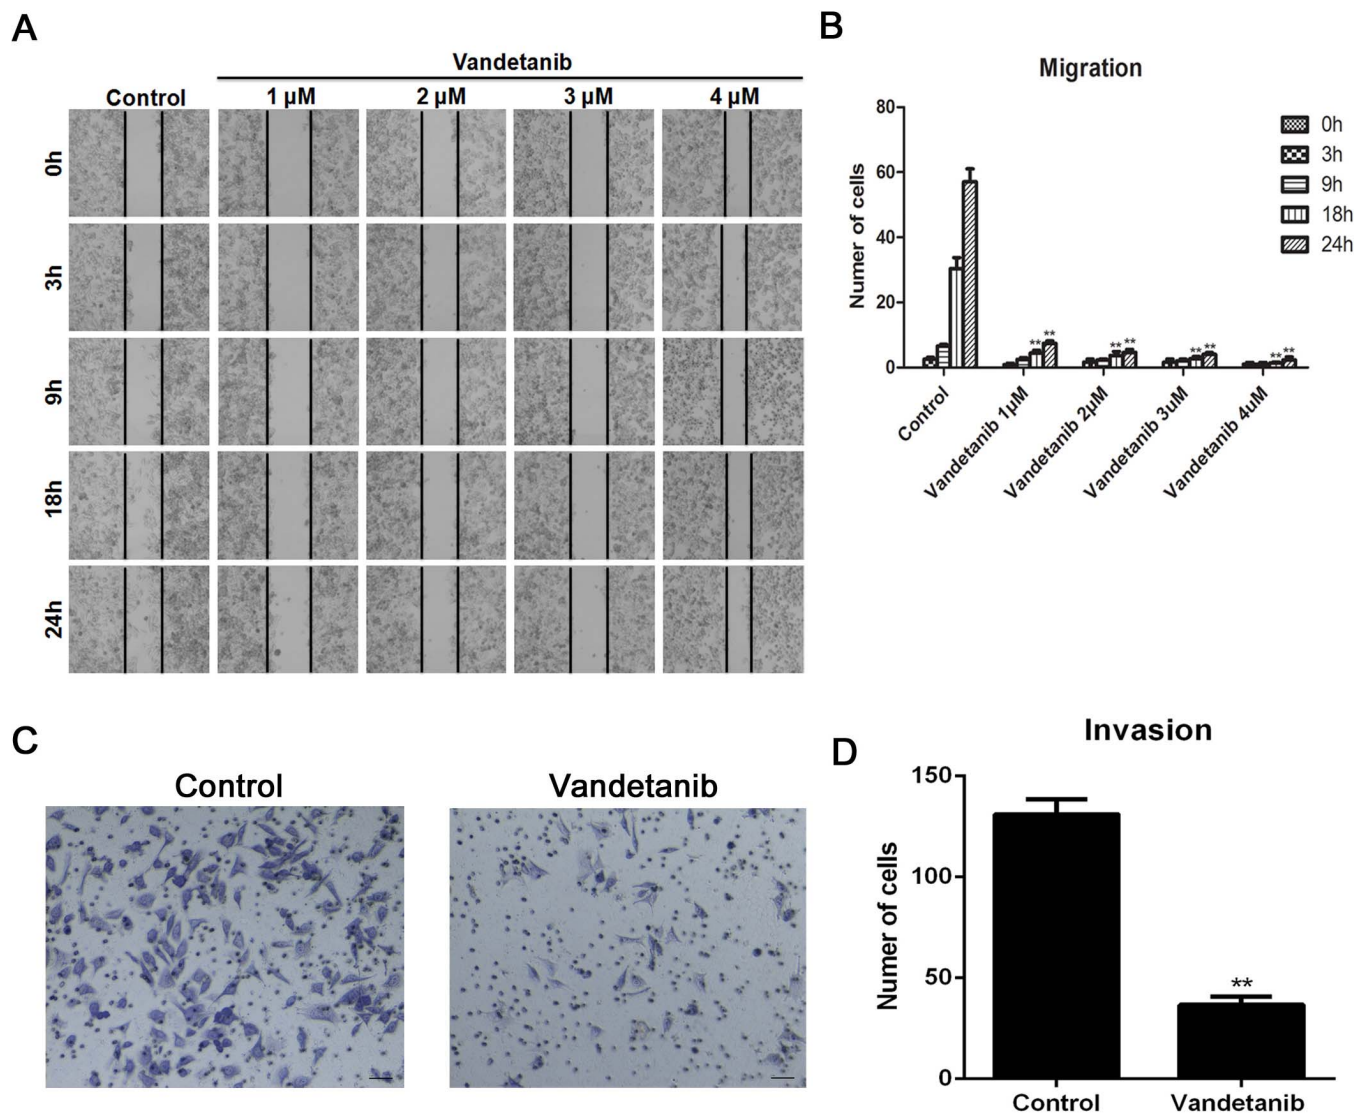 A
Vandetanib
Control 1 µM 2 µM 3 µM 4 µM
0h
3h
9h
18h
24h
B
Migration
Numer of cells
80
60
40
20
0
0h
3h
9h
18h
24h
** **
** **
** **
** **
Control
Vandetanib 1µM
Vandetanib 2µM
Vandetanib 3uM
Vandetanib 4uM
C
Control
Vandetanib
D
Invasion
Numer of cells
150
100
50
0
**
Control
Vandetanib